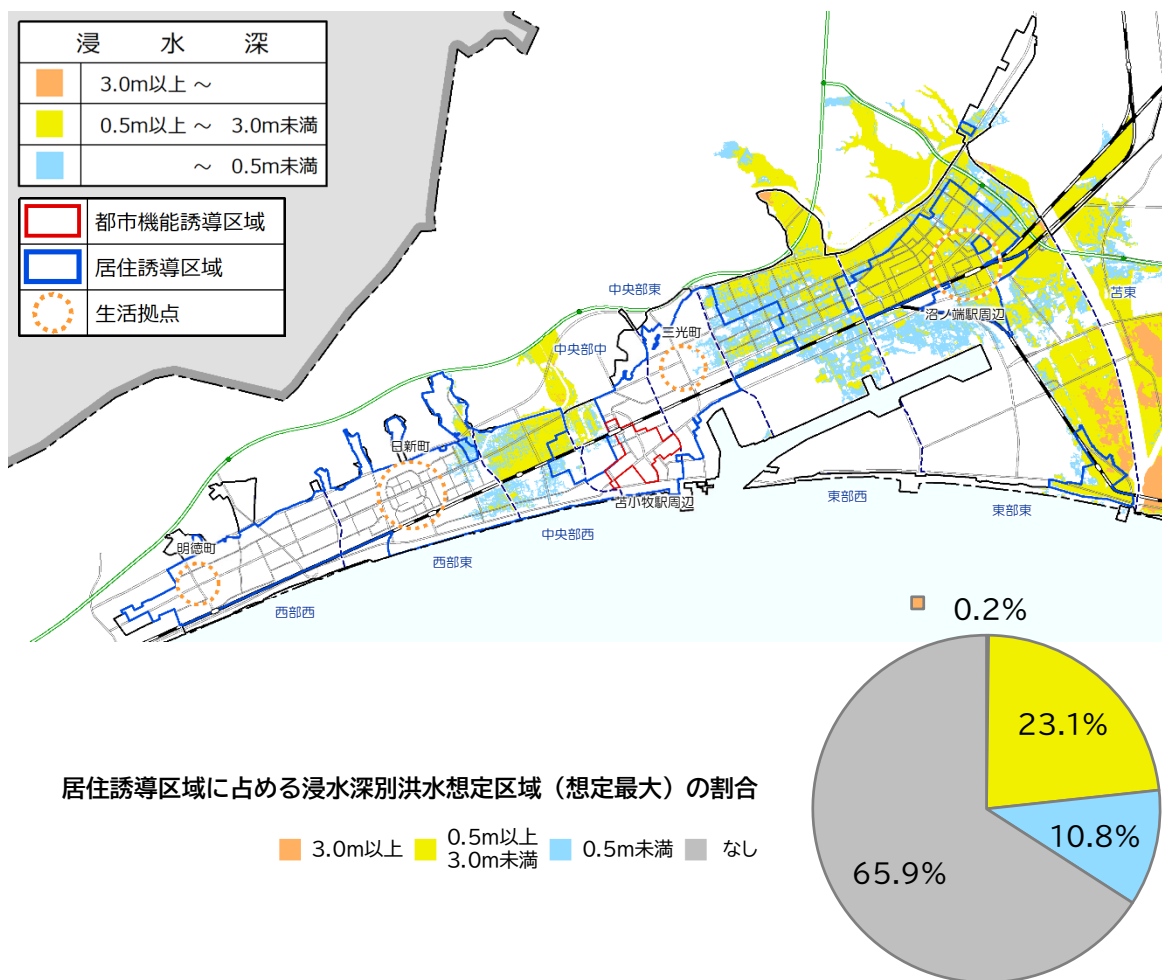 浸 水 深
3.0m以上 ～
0.5m以上 ～ 3.0m未満
～ 0.5m未満
都市機能誘導区域
居住誘導区域
生活拠点
中央部東
苫東
沼ノ端駅周辺
三光町
中央部中
日新町
苫小牧駅周辺
東部西
東部東
中央部西
明徳町
西部東
西部西
0.2%
23.1%
10.8%
65.9%
居住誘導区域に占める浸水深別洪水想定区域（想定最大）の割合
3.0m以上
0.5m以上
3.0m未満
0.5m未満
なし